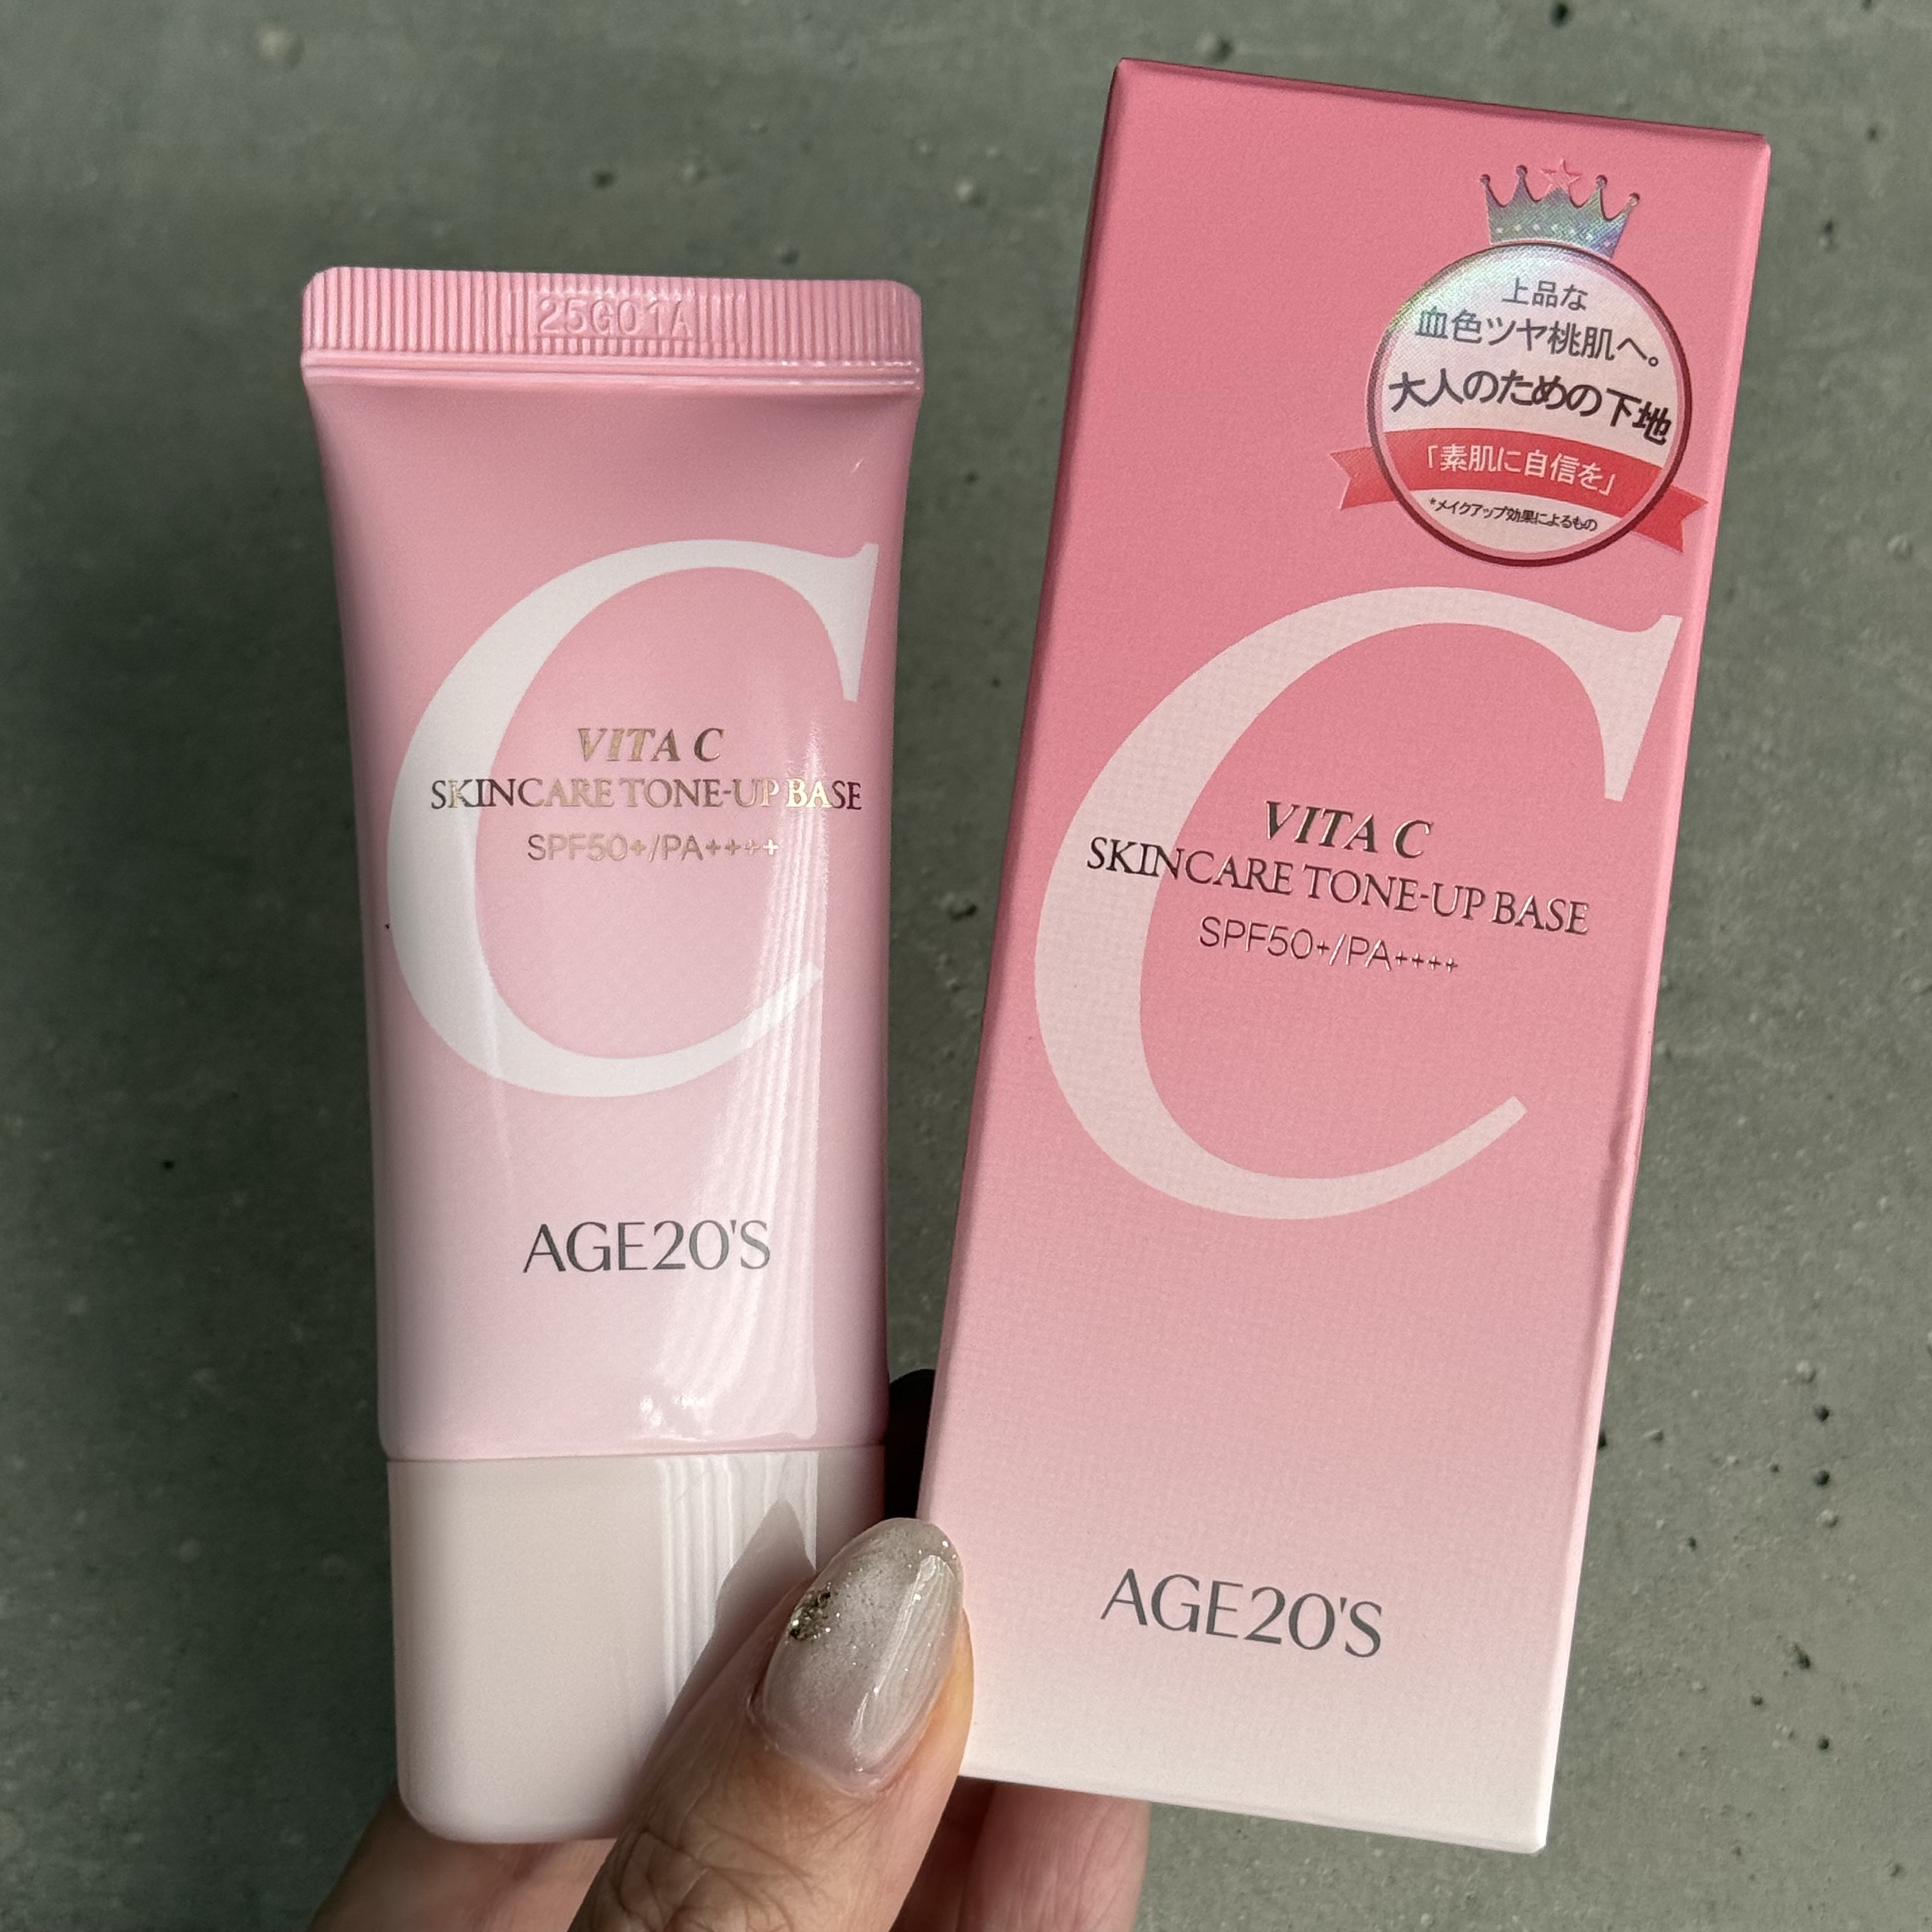 25G01A
C
VITA C
SKINCARE TONE-UP BASE
SPF50+/PA++++
AGE20'S
上品な
血色ツヤ桃肌へ。
大人のための下地
「素肌に自信を」
*メイクアップ効果によるもの
C
VITA C
SKINCARE TONE-UP BASE
SPF50+/PA++++
AGE20'S